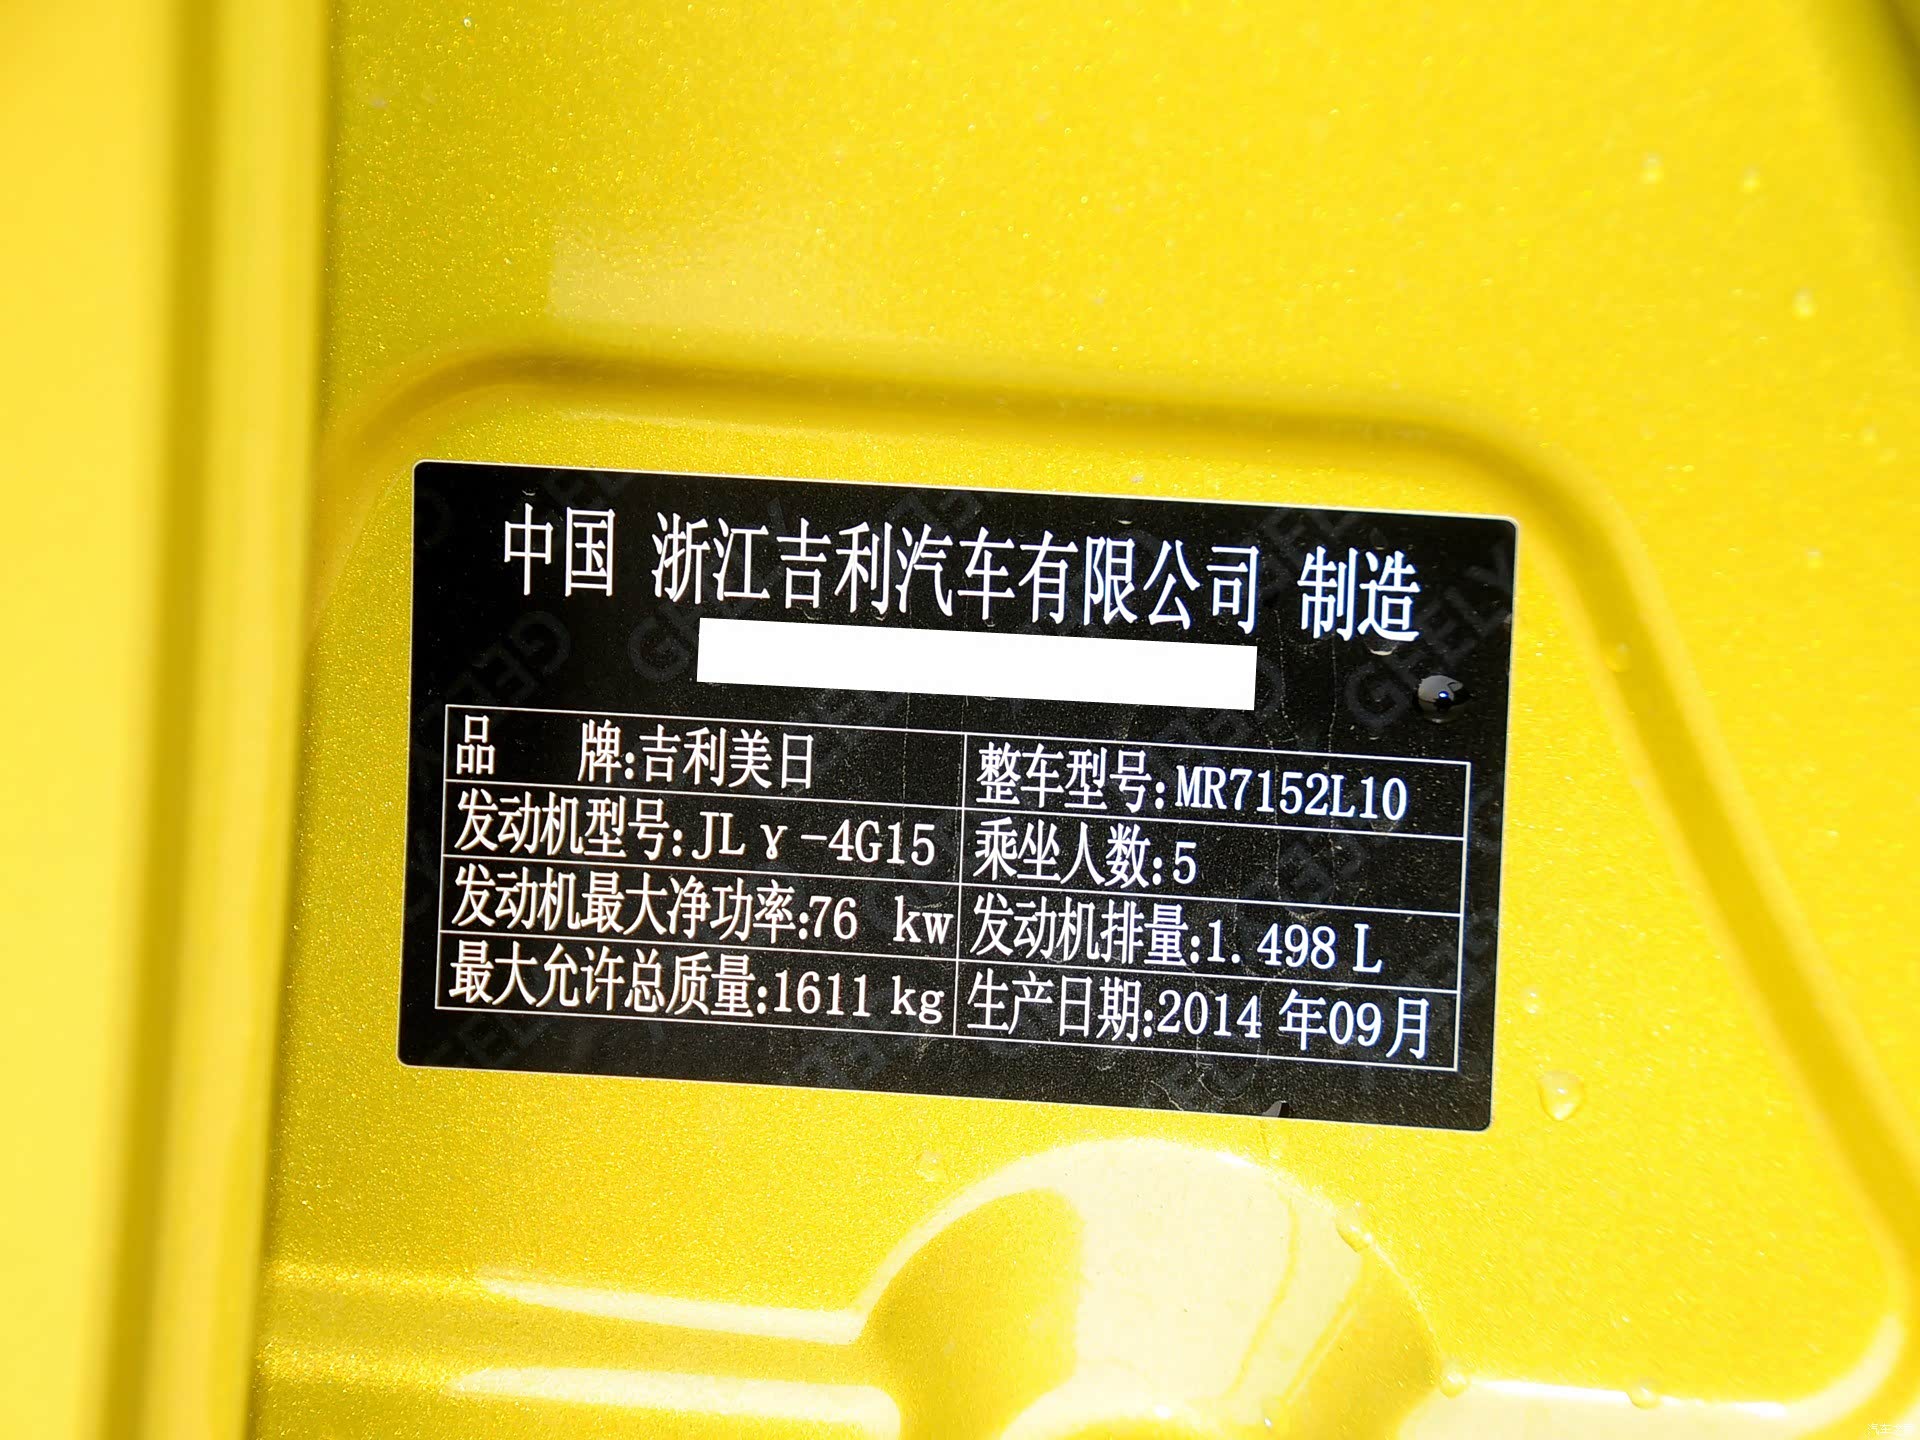 中国 浙江吉利汽车有限公司 制造
品 牌:吉利美日 整车型号:MR7152L10
发动机型号:JLγ-4G15 乘坐人数:5
发动机最大净功率:76 kw 发动机排量:1.498 L
最大允许总质量:1611 kg 生产日期:2014 年09月
GEELY